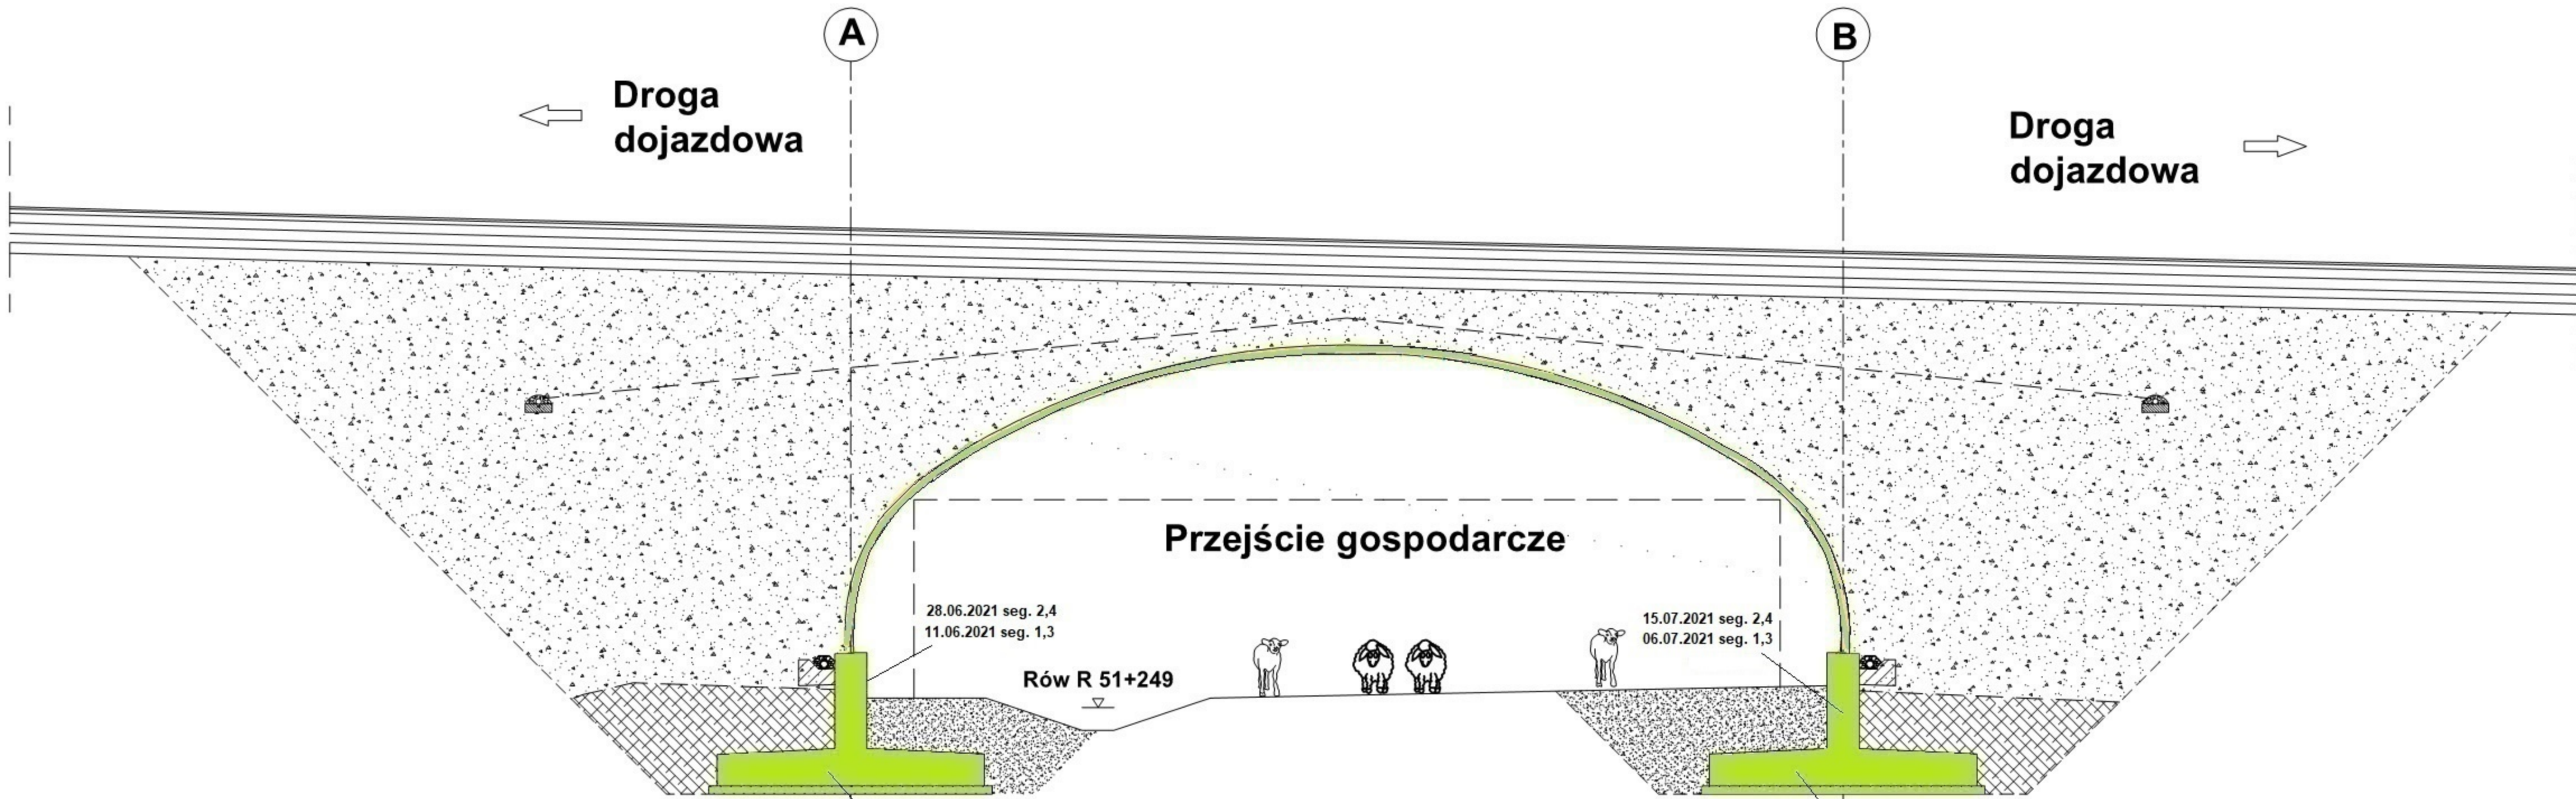 A
B
Droga
dojazdowa
Droga
dojazdowa
Przejście gospodarcze
28.06.2021 seg. 2,4
11.06.2021 seg. 1,3
15.07.2021 seg. 2,4
06.07.2021 seg. 1,3
Rów R 51+249